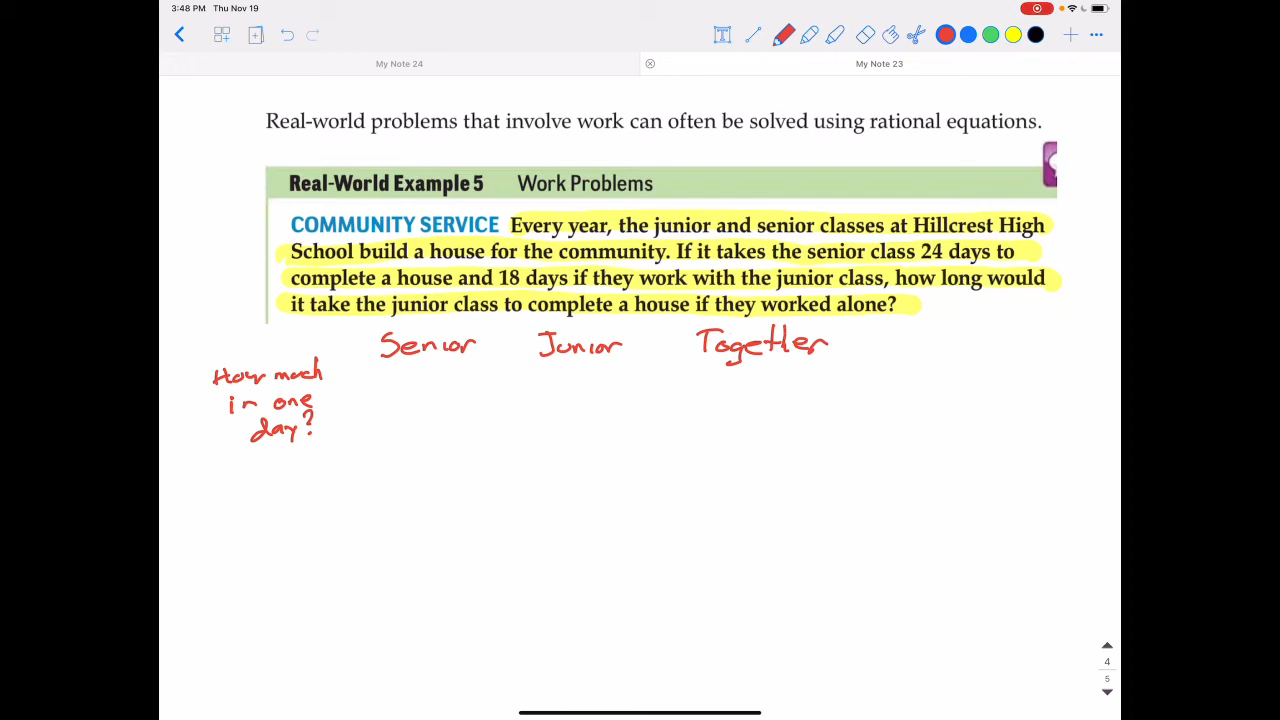 3:48 PM Thu Nov 19
My Note 24
My Note 23
Real-world problems that involve work can often be solved using rational equations.
Real-World Example 5 Work Problems
COMMUNITY SERVICE Every year, the junior and senior classes at Hillcrest High
School build a house for the community. If it takes the senior class 24 days to
complete a house and 18 days if they work with the junior class, how long would
it take the junior class to complete a house if they worked alone?
Senior Junior Together
How much
in one
day?
4
5